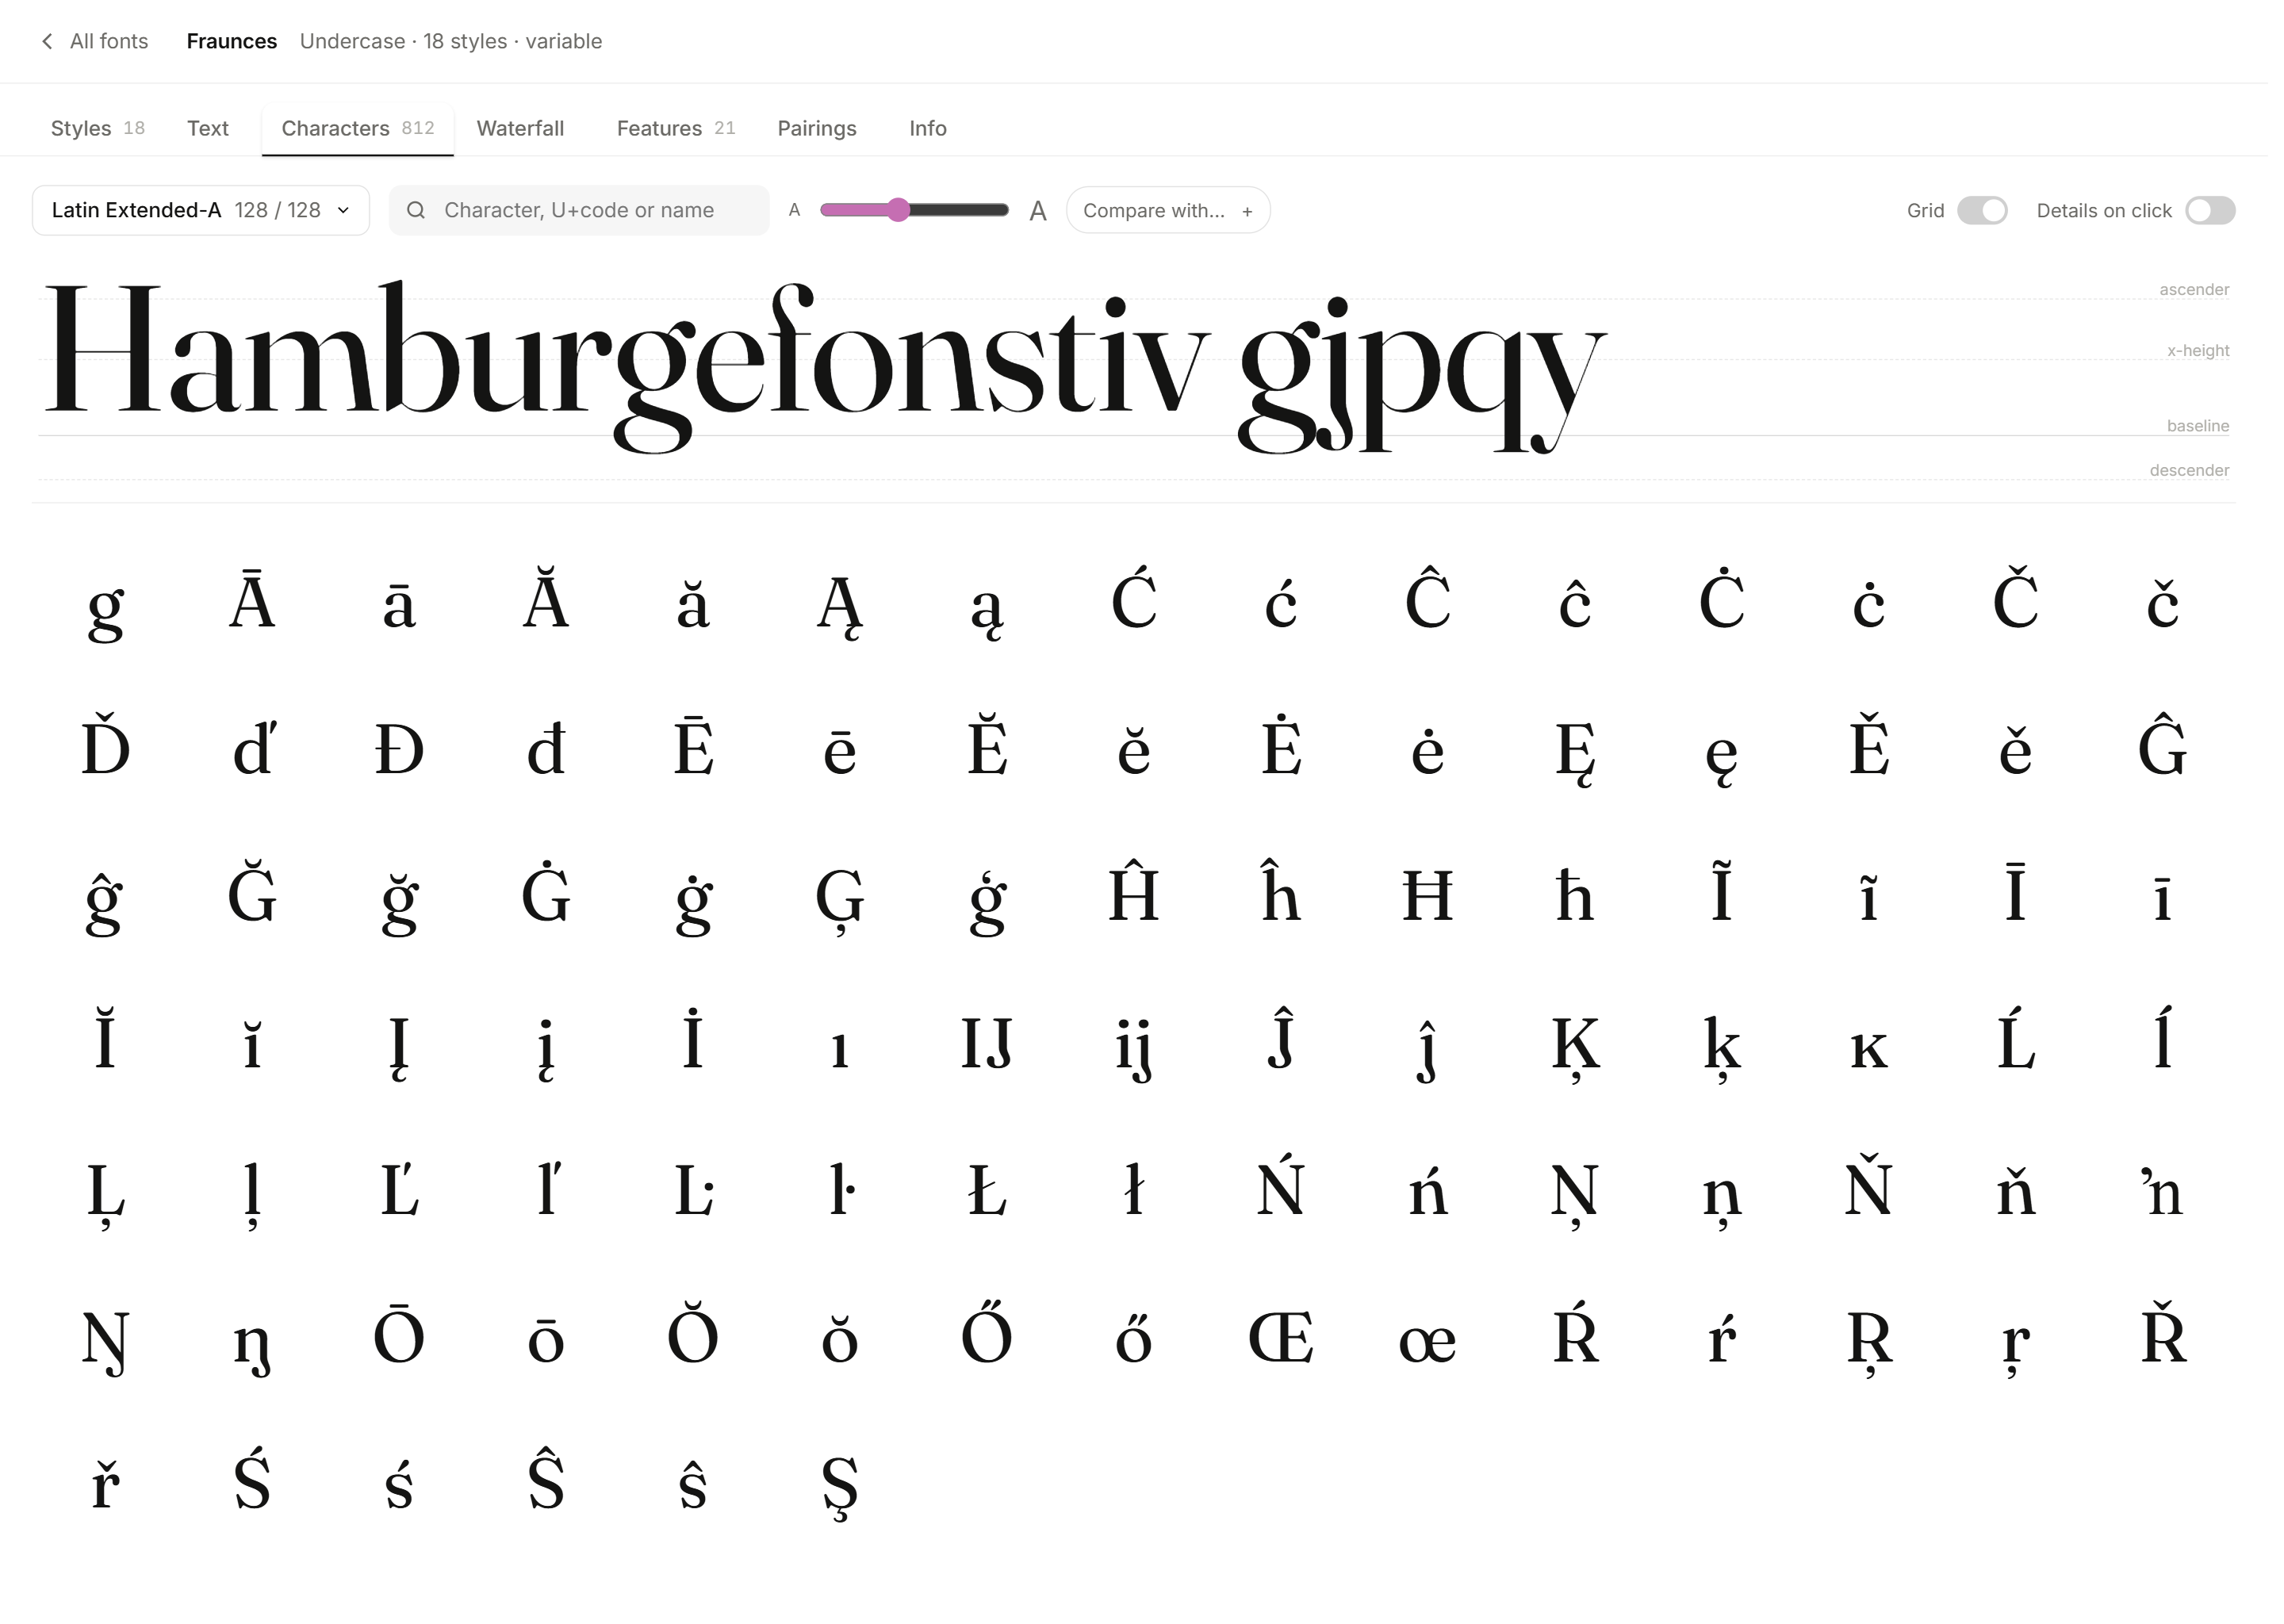 All fonts Fraunces Undercase · 18 styles · variable
Styles 18 Text Characters 812 Waterfall Features 21 Pairings Info
Latin Extended-A 128 / 128 Character, U+code or name A A Compare with... + Grid Details on click
Hamburgefonstiv gjpqy
ascender
x-height
baseline
descender
g Ā ā Ă ă Ą ą Ć ć Ĉ ĉ Ċ ċ Č č
Ď ď Đ đ Ē ē Ĕ ĕ Ė ė Ę ę Ě ě Ĝ
ĝ Ğ ğ Ġ ġ Ģ ģ Ĥ ĥ Ħ ħ Ĩ ĩ Ī ī
Ĭ ĭ Į į İ ı Ĳ ĳ Ĵ ĵ Ķ ķ ĸ Ĺ ĺ
Ļ ļ Ľ ľ Ŀ ŀ Ł ł Ń ń Ņ ņ Ň ň ŉ
Ŋ ŋ Ō ō Ŏ ŏ Ő ő Œ œ Ŕ ŕ Ŗ ŗ Ř
ř Ś ś Ŝ ŝ Ş